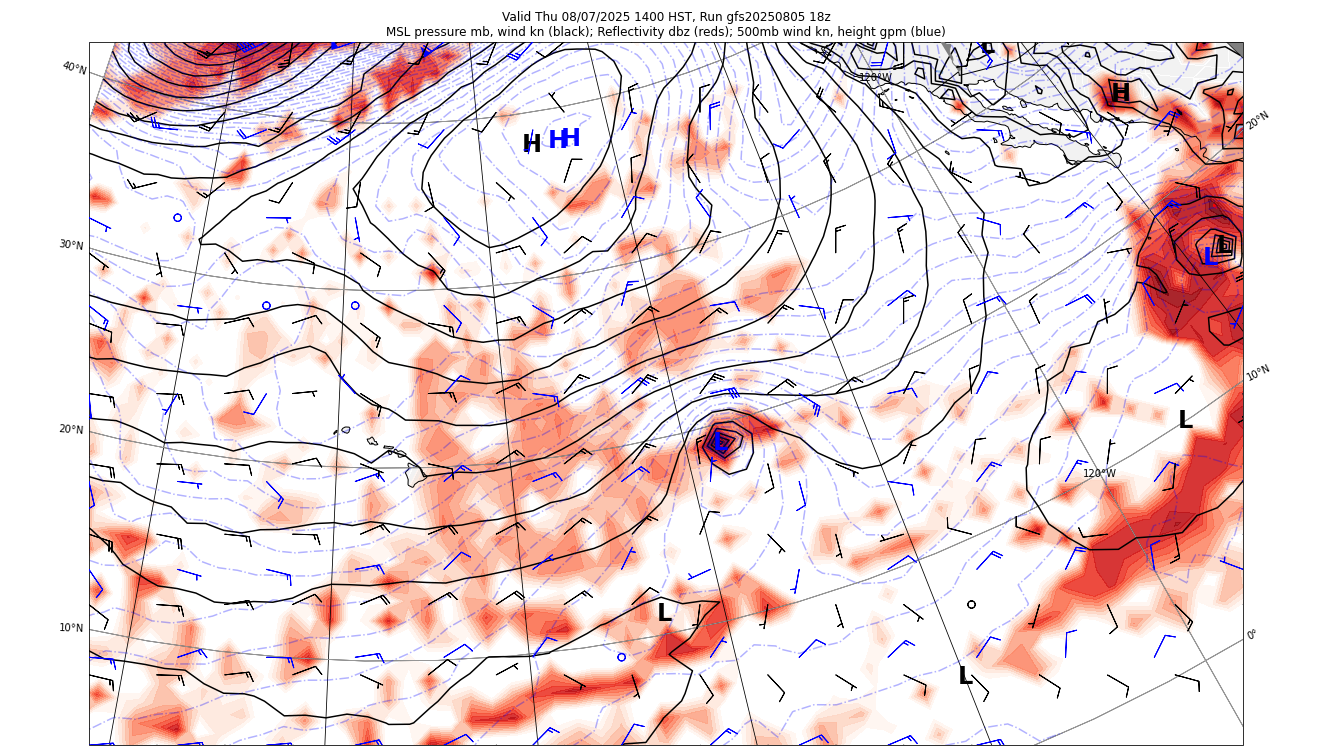 Valid Thu 08/07/2025 1400 HST, Run gfs20250805 18z
MSL pressure mb, wind kn (black); Reflectivity dbz (reds); 500mb wind kn, height gpm (blue)
L
40°N
120°W
H
20°N
H HH
30°N
L
L
10°N
L
20°N
L
120°W
10°N
L
0°
L